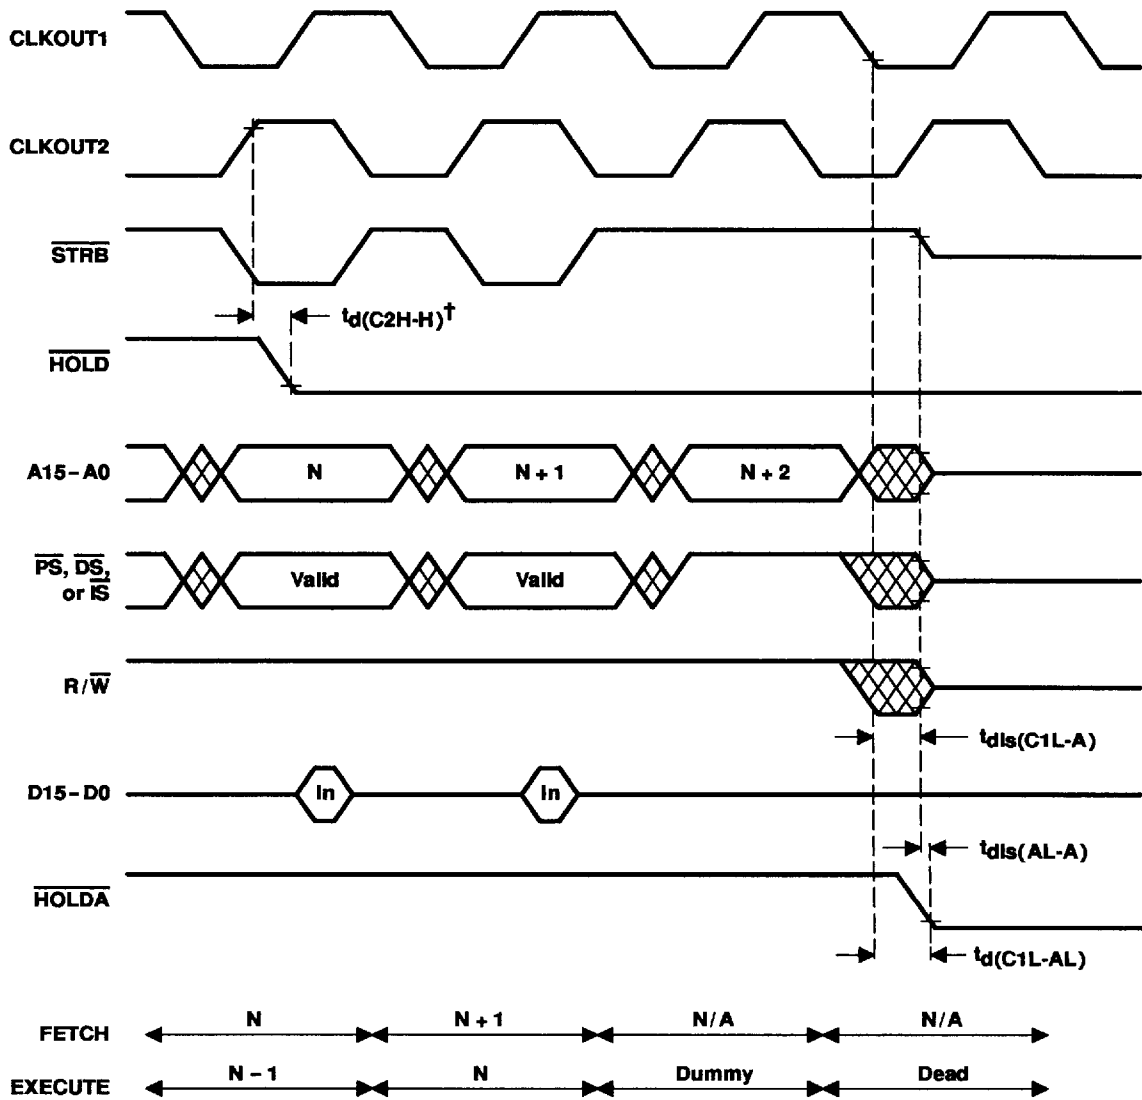 CLKOUT1
CLKOUT2
STRB
td(C2H-H)†
HOLD
A15–A0 N N + 1 N + 2
PS, DS,
or IS
Valid Valid
R/W
tdis(C1L-A)
D15–D0 In In
tdis(AL-A)
HOLDA
td(C1L-AL)
FETCH N N + 1 N/A N/A
EXECUTE N – 1 N Dummy Dead